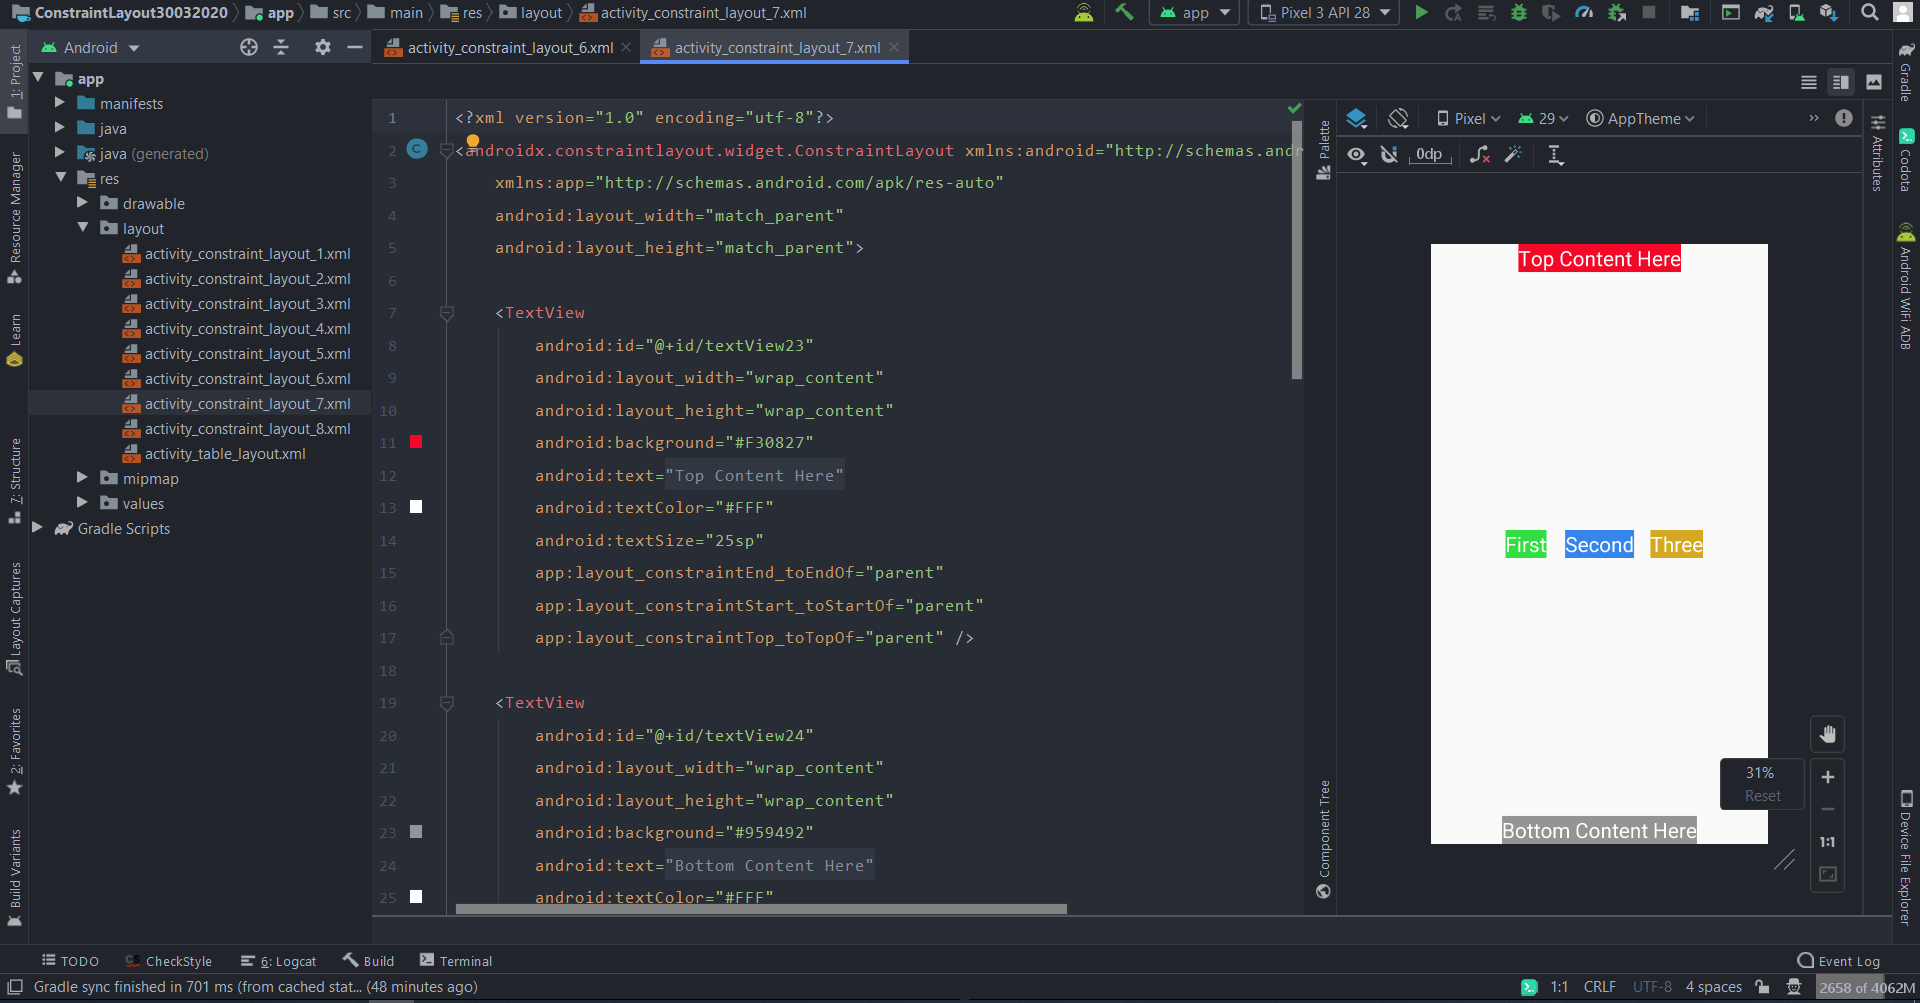 ConstraintLayout30032020 app src main res layout activity_constraint_layout_7.xml app Pixel 3 API 28
Android
activity_constraint_layout_6.xml activity_constraint_layout_7.xml
app
manifests
java
java (generated)
res
drawable
layout
activity_constraint_layout_1.xml
activity_constraint_layout_2.xml
activity_constraint_layout_3.xml
activity_constraint_layout_4.xml
activity_constraint_layout_5.xml
activity_constraint_layout_6.xml
activity_constraint_layout_7.xml
activity_constraint_layout_8.xml
activity_table_layout.xml
mipmap
values
Gradle Scripts
1: Project
Resource Manager
Learn
7: Structure
Layout Captures
2: Favorites
Build Variants
1 <?xml version="1.0" encoding="utf-8"?>
2 <androidx.constraintlayout.widget.ConstraintLayout xmlns:android="http://schemas.andr
3 xmlns:app="http://schemas.android.com/apk/res-auto"
4 android:layout_width="match_parent"
5 android:layout_height="match_parent">
6
7 <TextView
8 android:id="@+id/textView23"
9 android:layout_width="wrap_content"
10 android:layout_height="wrap_content"
11 android:background="#F30827"
12 android:text="Top Content Here"
13 android:textColor="#FFF"
14 android:textSize="25sp"
15 app:layout_constraintEnd_toEndOf="parent"
16 app:layout_constraintStart_toStartOf="parent"
17 app:layout_constraintTop_toTopOf="parent" />
18
19 <TextView
20 android:id="@+id/textView24"
21 android:layout_width="wrap_content"
22 android:layout_height="wrap_content"
23 android:background="#959492"
24 android:text="Bottom Content Here"
25 android:textColor="#FFF"
Palette
Component Tree
Pixel 29 AppTheme
0dp
Top Content Here
First Second Three
Bottom Content Here
31%
Reset
1:1
Attributes
Gradle
Codota
Android WiFi ADB
Device File Explorer
TODO CheckStyle 6: Logcat Build Terminal Event Log
Gradle sync finished in 701 ms (from cached stat... (48 minutes ago) 1:1 CRLF UTF-8 4 spaces 2658 of 4062M